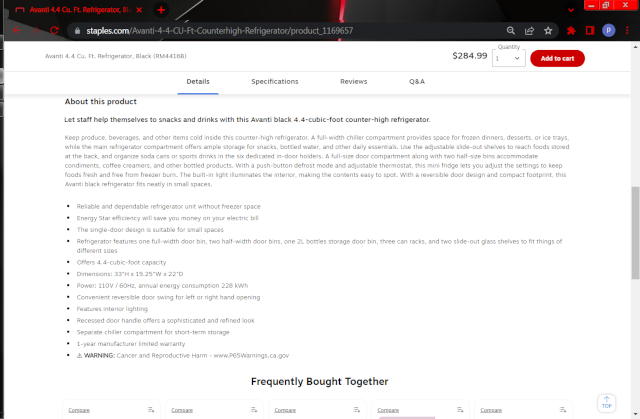 Avanti 4.4 Cu. Ft. Refrigerator, Bla
staples.com/Avanti-4-4-CU-Ft-Counterhigh-Refrigerator/product_1169657
P
Avanti 4.4 Cu. Ft. Refrigerator, Black (RM4416B)
$284.99
Quantity
1
Add to cart
Details
Specifications
Reviews
Q&A
About this product
Let staff help themselves to snacks and drinks with this Avanti black 4.4-cubic-foot counter-high refrigerator.
Keep produce, beverages, and other items cold inside this counter-high refrigerator. A full-width chiller compartment provides space for frozen dinners, desserts, or ice trays,
while the main refrigerator compartment offers ample storage for snacks, bottled water, and other daily essentials. Use the adjustable slide-out shelves to reach foods stored
at the back, and organize soda cans or sports drinks in the six dedicated in-door holders. A full-size door compartment along with two half-size bins accommodate
condiments, coffee creamers, and other bottled products. With a push-button defrost mode and adjustable thermostat, this mini fridge lets you adjust the settings to keep
foods fresh and free from freezer burn. The built-in light illuminates the interior, making the contents easy to spot. With a reversible door design and compact footprint, this
Avanti black refrigerator fits neatly in small spaces.
• Reliable and dependable refrigerator unit without freezer space
• Energy Star efficiency will save you money on your electric bill
• The single-door design is suitable for small spaces
• Refrigerator features one full-width door bin, two half-width door bins, one 2L bottles storage door bin, three can racks, and two slide-out glass shelves to fit things of
different sizes
• Offers 4.4-cubic-foot capacity
• Dimensions: 33"H x 19.25"W x 22"D
• Power: 110V / 60Hz, annual energy consumption 228 kWh
• Convenient reversible door swing for left or right hand opening
• Features interior lighting
• Recessed door handle offers a sophisticated and refined look
• Separate chiller compartment for short-term storage
• 1-year manufacturer limited warranty
• ⚠ WARNING: Cancer and Reproductive Harm - www.P65Warnings.ca.gov
Frequently Bought Together
Compare
Compare
Compare
Compare
Compare
TOP